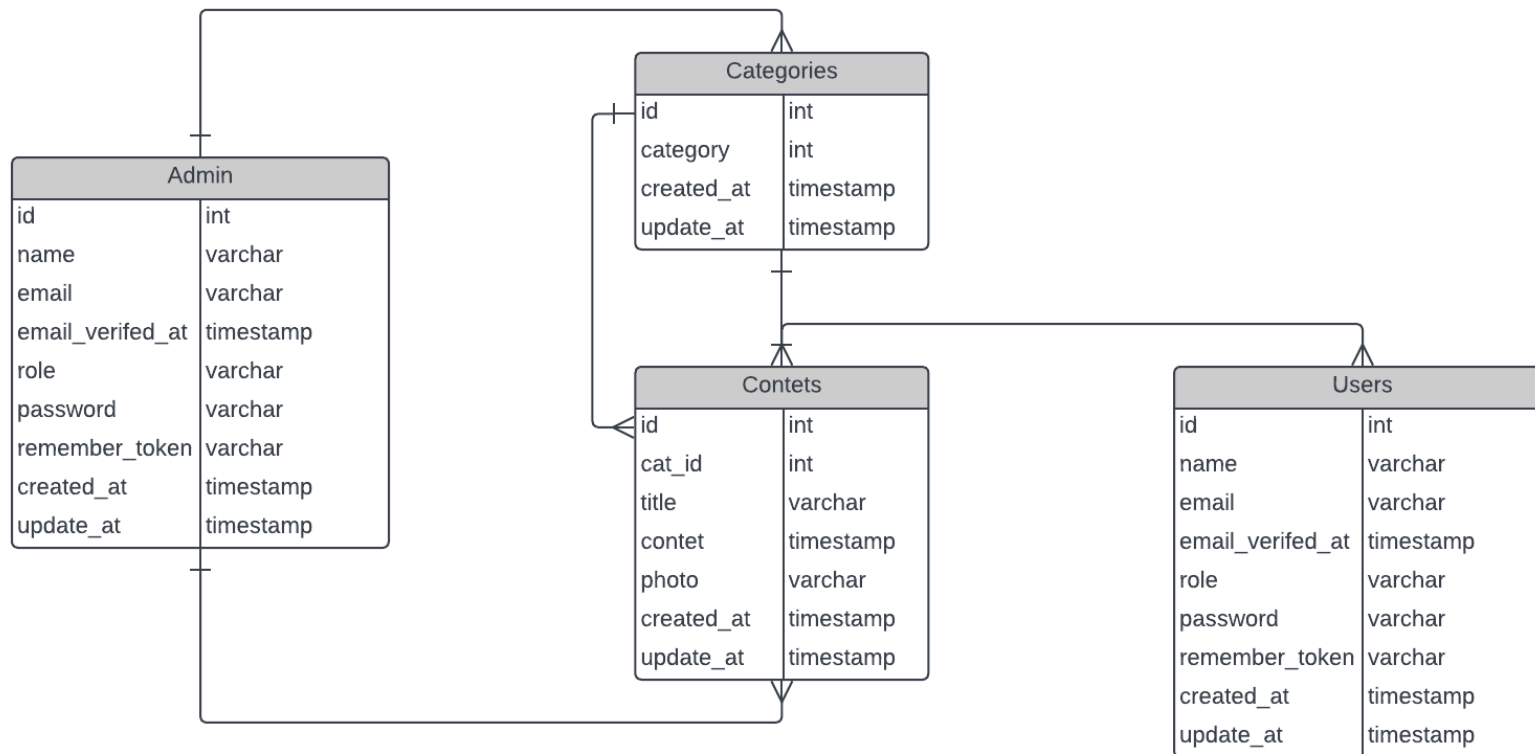 Categories
id int
category int
created_at timestamp
update_at timestamp
Admin
id int
name varchar
email varchar
email_verifed_at timestamp
role varchar
password varchar
remember_token varchar
created_at timestamp
update_at timestamp
Contets
id int
cat_id int
title varchar
contet timestamp
photo varchar
created_at timestamp
update_at timestamp
Users
id int
name varchar
email varchar
email_verifed_at timestamp
role varchar
password varchar
remember_token varchar
created_at timestamp
update_at timestamp